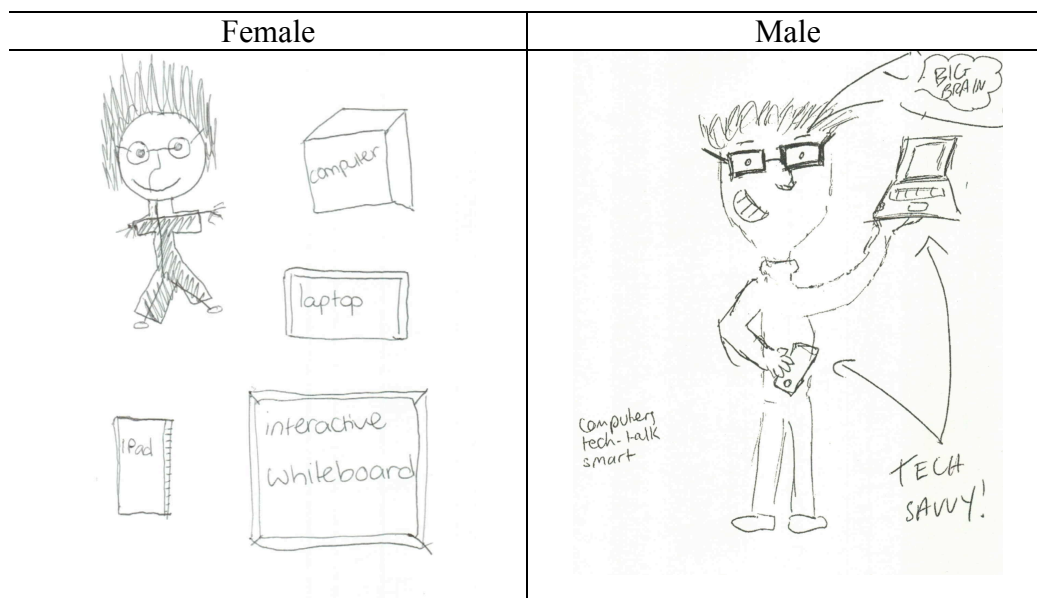 Female
Male
computer
laptop
iPad
interactive
whiteboard
BIG
BRAIN
computers
tech-talk
smart
TECH
SAVVY!